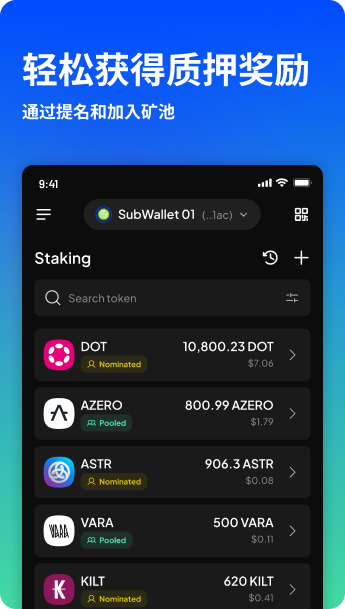 轻松获得质押奖励
通过提名和加入矿池
9:41
SubWallet 01 (..1ac)
Staking
Search token
DOT 10,800.23 DOT
Nominated $7.06
AZERO 800.99 AZERO
Pooled $1.79
ASTR 906.3 ASTR
Nominated $0.08
VARA VARA 500 VARA
Pooled $0.11
KILT 620 KILT
Nominated $0.41